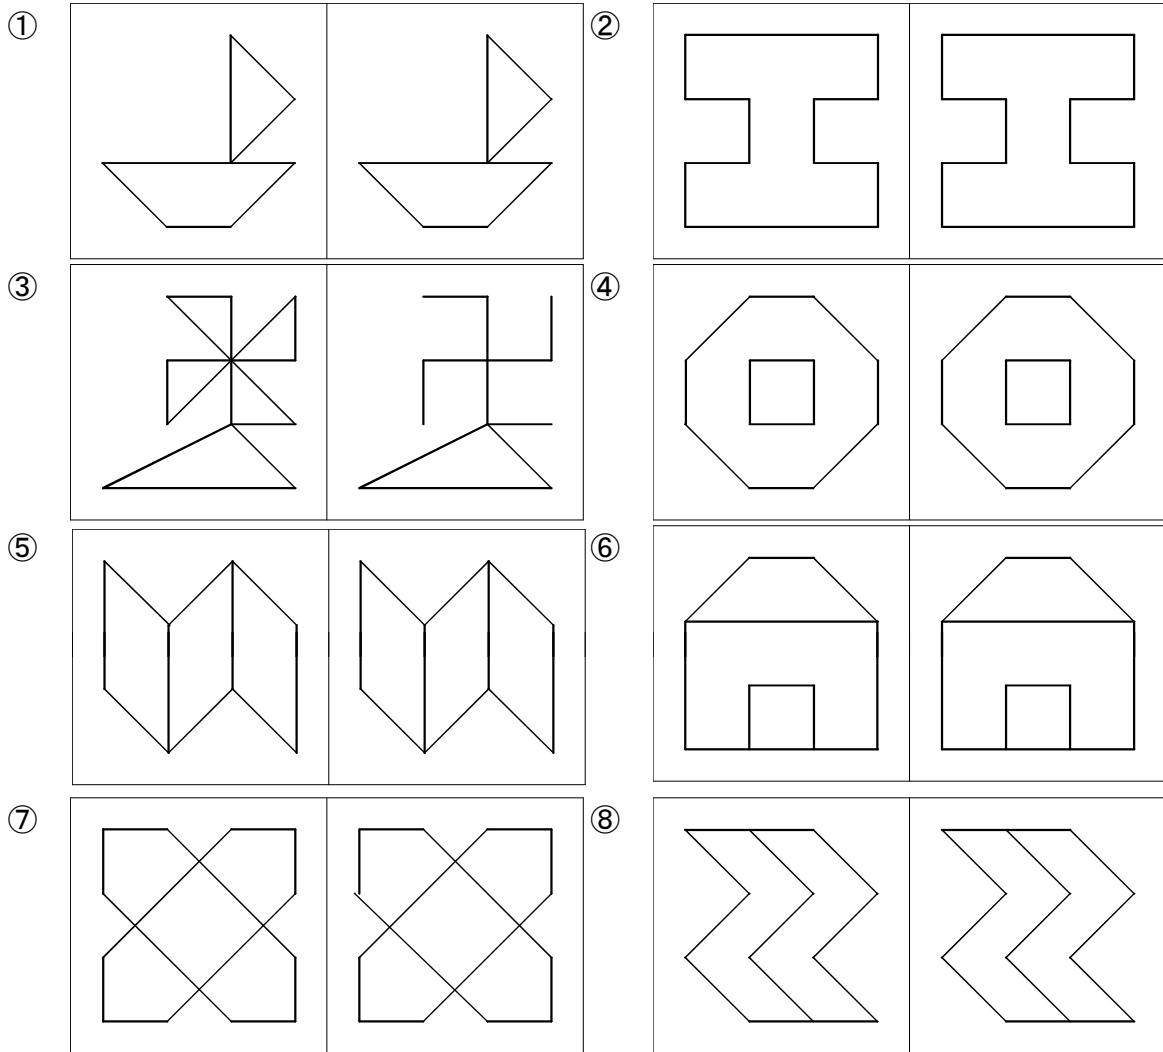 ① ②
③ ④
⑤ ⑥
⑦ ⑧